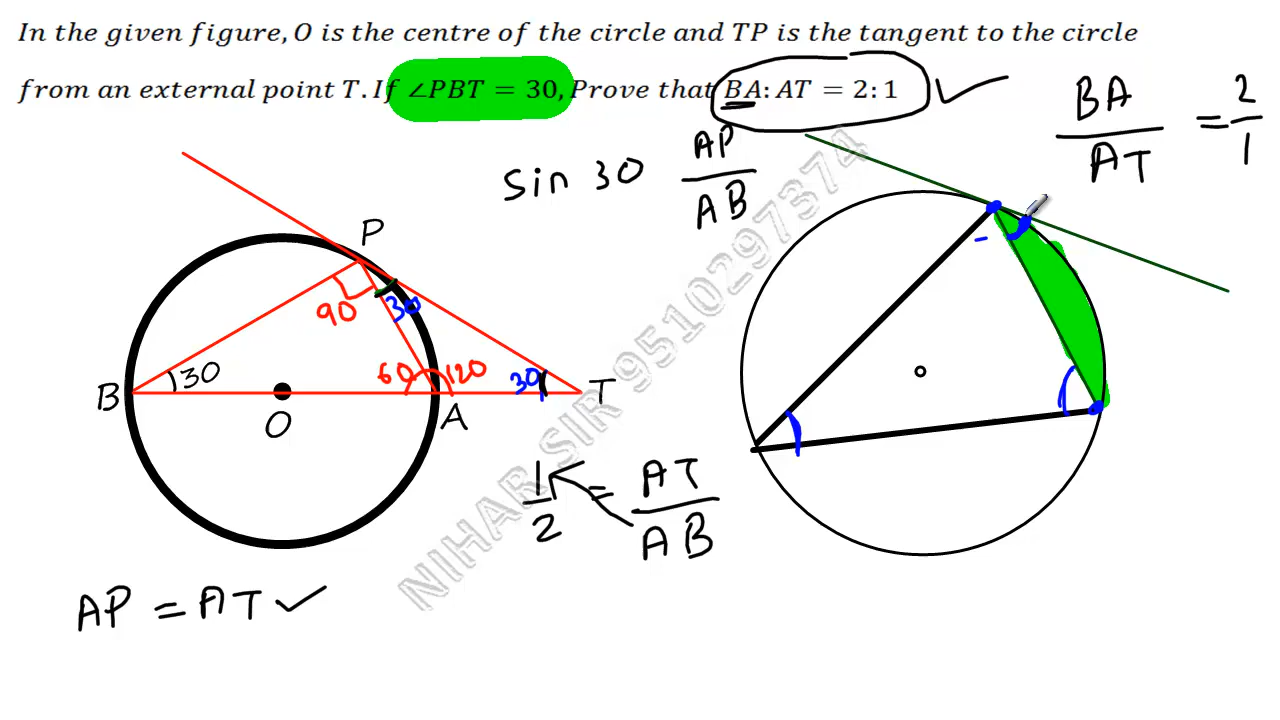 In the given figure, O is the centre of the circle and TP is the tangent to the circle
from an external point T. If ∠PBT = 30, Prove that BA: AT = 2: 1
BA
AT
= 2
1
sin 30
AP
AB
P
90
30
30
60
120
30
B
O
A
T
1
2
=
AT
AB
AP = AT ✓
NIHAR SIR 9510297374